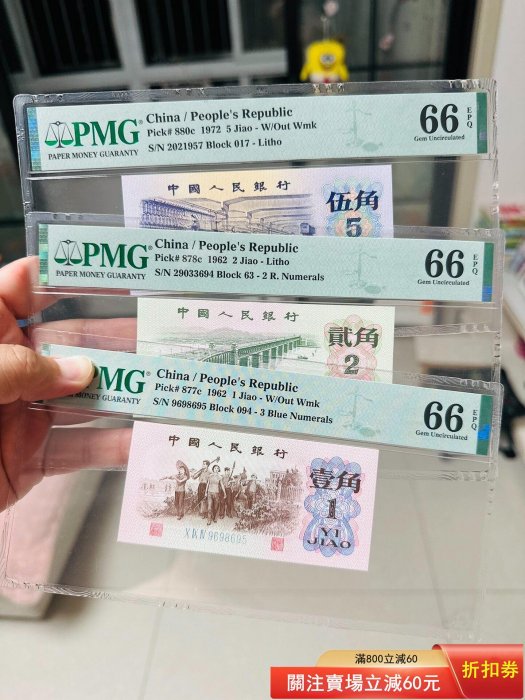 PMG
PAPER MONEY GUARANTY
China / People's Republic
Pick# 880c 1972 5 Jiao - W/Out Wmk
S/N 2021957 Block 017 - Litho
66 EPQ
Gem Uncirculated
中國人民銀行
伍角
5
PMG
PAPER MONEY GUARANTY
China / People's Republic
Pick# 878c 1962 2 Jiao - Litho
S/N 29033694 Block 63 - 2 R. Numerals
66 EPQ
Gem Uncirculated
中國人民銀行
貳角
2
PMG
MONEY GUARANTY
China / People's Republic
Pick# 877c 1962 1 Jiao - W/Out Wmk
S/N 9698695 Block 094 - 3 Blue Numerals
66 EPQ
Gem Uncirculated
中國人民銀行
壹角
1
YI
JIAO
9698695
滿800立減60
關注賣場立減60元
折扣券